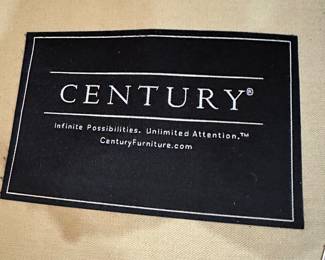 CENTURY®
Infinite Possibilities. Unlimited Attention.™
CenturyFurniture.com